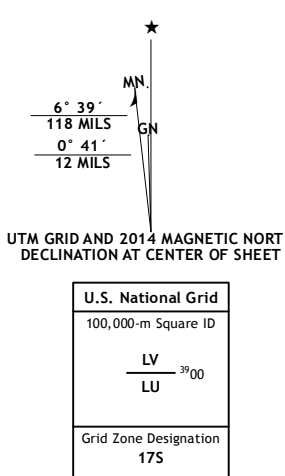 ★
MN
6° 39´
118 MILS
GN
0° 41´
12 MILS
UTM GRID AND 2014 MAGNETIC NORT
DECLINATION AT CENTER OF SHEET
U.S. National Grid
100,000-m Square ID
LV
3900
LU
Grid Zone Designation
17S